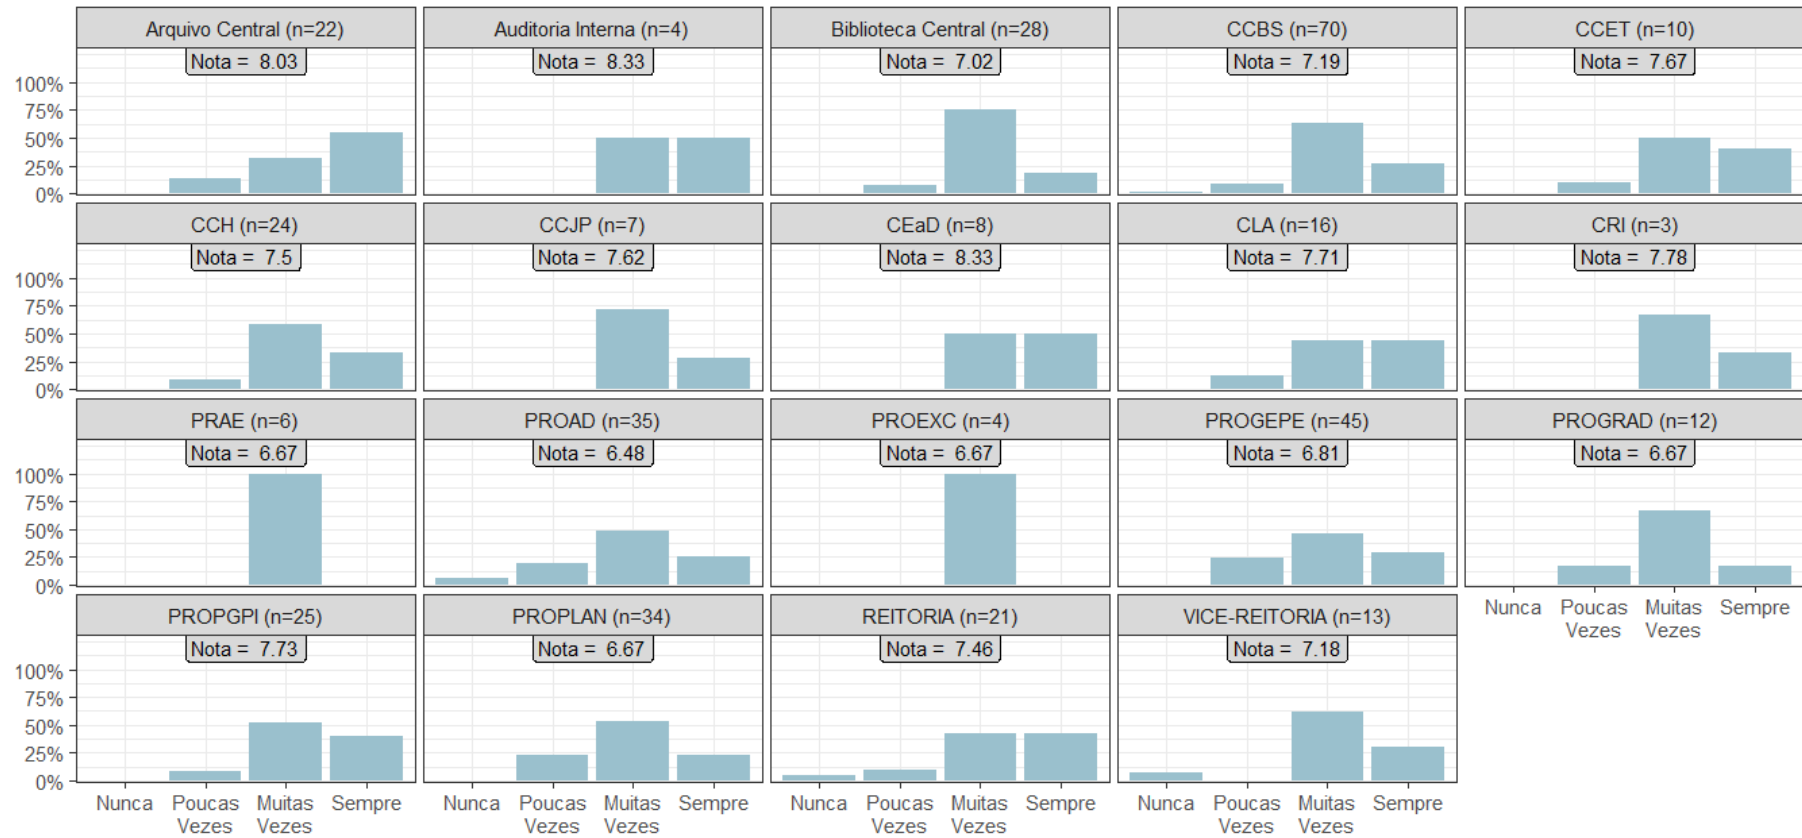 Arquivo Central (n=22)
Nota = 8.03
Auditoria Interna (n=4)
Nota = 8.33
Biblioteca Central (n=28)
Nota = 7.02
CCBS (n=70)
Nota = 7.19
CCET (n=10)
Nota = 7.67
100%
75%
50%
25%
0%
CCH (n=24)
Nota = 7.5
CCJP (n=7)
Nota = 7.62
CEaD (n=8)
Nota = 8.33
CLA (n=16)
Nota = 7.71
CRI (n=3)
Nota = 7.78
100%
75%
50%
25%
0%
PRAE (n=6)
Nota = 6.67
PROAD (n=35)
Nota = 6.48
PROEXC (n=4)
Nota = 6.67
PROGEPE (n=45)
Nota = 6.81
PROGRAD (n=12)
Nota = 6.67
100%
75%
50%
25%
0%
Nunca
Poucas
Vezes
Muitas
Vezes
Sempre
PROPGPI (n=25)
Nota = 7.73
PROPLAN (n=34)
Nota = 6.67
REITORIA (n=21)
Nota = 7.46
VICE-REITORIA (n=13)
Nota = 7.18
100%
75%
50%
25%
0%
Nunca
Poucas
Vezes
Muitas
Vezes
Sempre
Nunca
Poucas
Vezes
Muitas
Vezes
Sempre
Nunca
Poucas
Vezes
Muitas
Vezes
Sempre
Nunca
Poucas
Vezes
Muitas
Vezes
Sempre